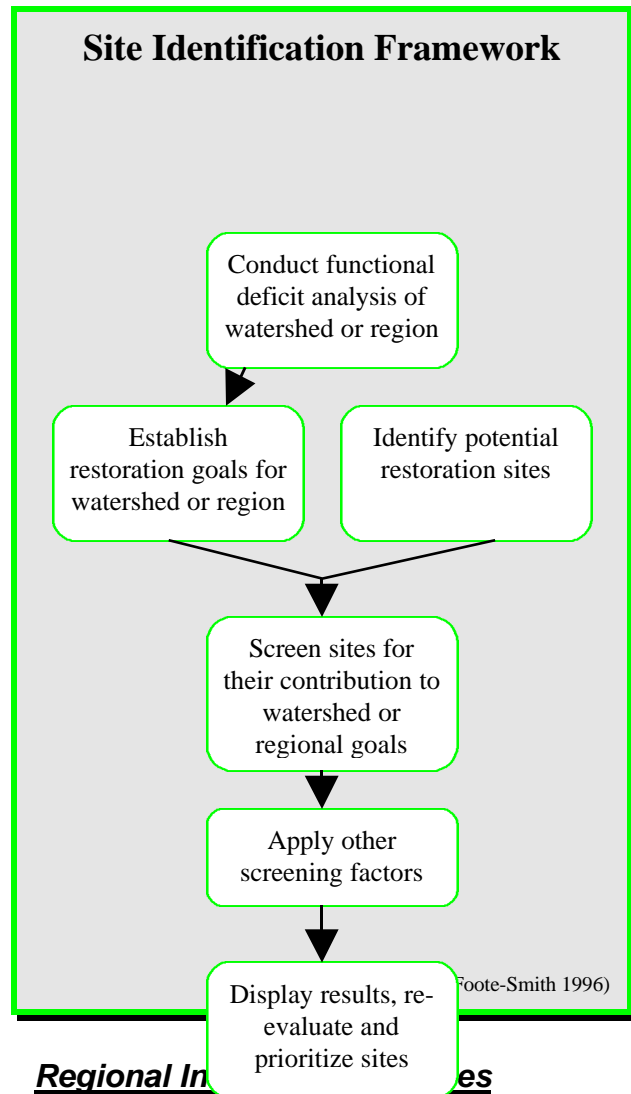 Site Identification Framework
Conduct functional
deficit analysis of
watershed or region
Establish
restoration goals for
watershed or region
Identify potential
restoration sites
Screen sites for
their contribution to
watershed or
regional goals
Apply other
screening factors
Foote-Smith 1996)
Display results, re-
evaluate and
prioritize sites
Regional